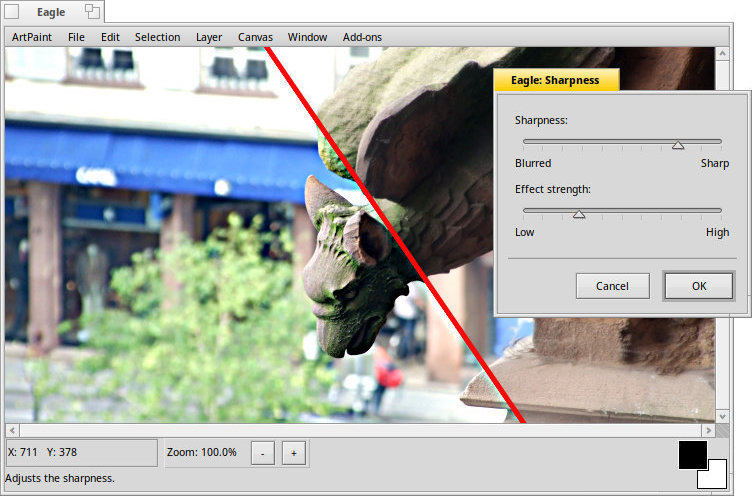 Eagle
ArtPaint File Edit Selection Layer Canvas Window Add-ons
Eagle: Sharpness
Sharpness:
Blurred Sharp
Effect strength:
Low High
Cancel OK
X: 711 Y: 378 Zoom: 100.0% - +
Adjusts the sharpness.